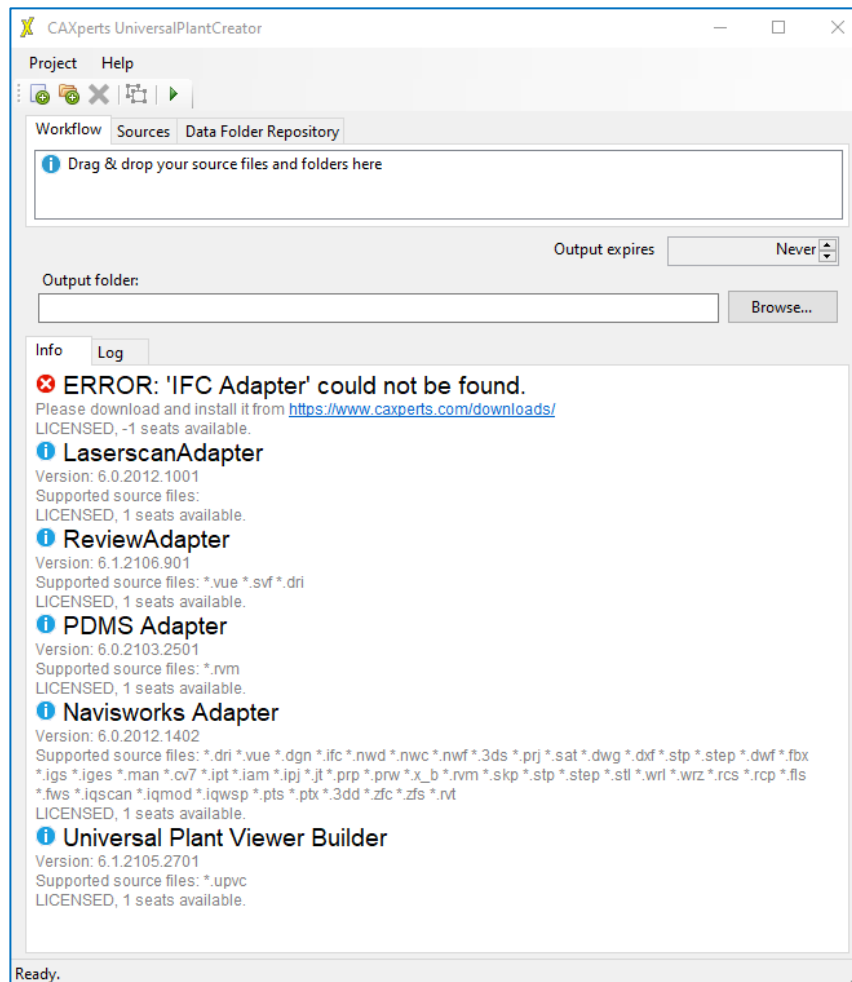 CAXperts UniversalPlantCreator
Project Help
Workflow Sources Data Folder Repository
Drag & drop your source files and folders here
Output expires Never
Output folder:
Browse...
Info Log
ERROR: 'IFC Adapter' could not be found.
Please download and install it from https://www.caxperts.com/downloads/
LICENSED, -1 seats available.
LaserscanAdapter
Version: 6.0.2012.1001
Supported source files:
LICENSED, 1 seats available.
ReviewAdapter
Version: 6.1.2106.901
Supported source files: *.vue *.svf *.dri
LICENSED, 1 seats available.
PDMS Adapter
Version: 6.0.2103.2501
Supported source files: *.rvm
LICENSED, 1 seats available.
Navisworks Adapter
Version: 6.0.2012.1402
Supported source files: *.dri *.vue *.dgn *.ifc *.nwd *.nwc *.nwf *.3ds *.prj *.sat *.dwg *.dxf *.stp *.step *.dwf *.fbx
*.igs *.iges *.man *.cv7 *.ipt *.iam *.ipj *.jt *.prp *.prw *.x_b *.rvm *.skp *.stp *.step *.stl *.wrl *.wrz *.rcs *.rcp *.fls
*.fws *.iqscan *.iqmod *.iqwsp *.pts *.ptx *.3dd *.zfc *.zfs *.rvt
LICENSED, 1 seats available.
Universal Plant Viewer Builder
Version: 6.1.2105.2701
Supported source files: *.upvc
LICENSED, 1 seats available.
Ready.